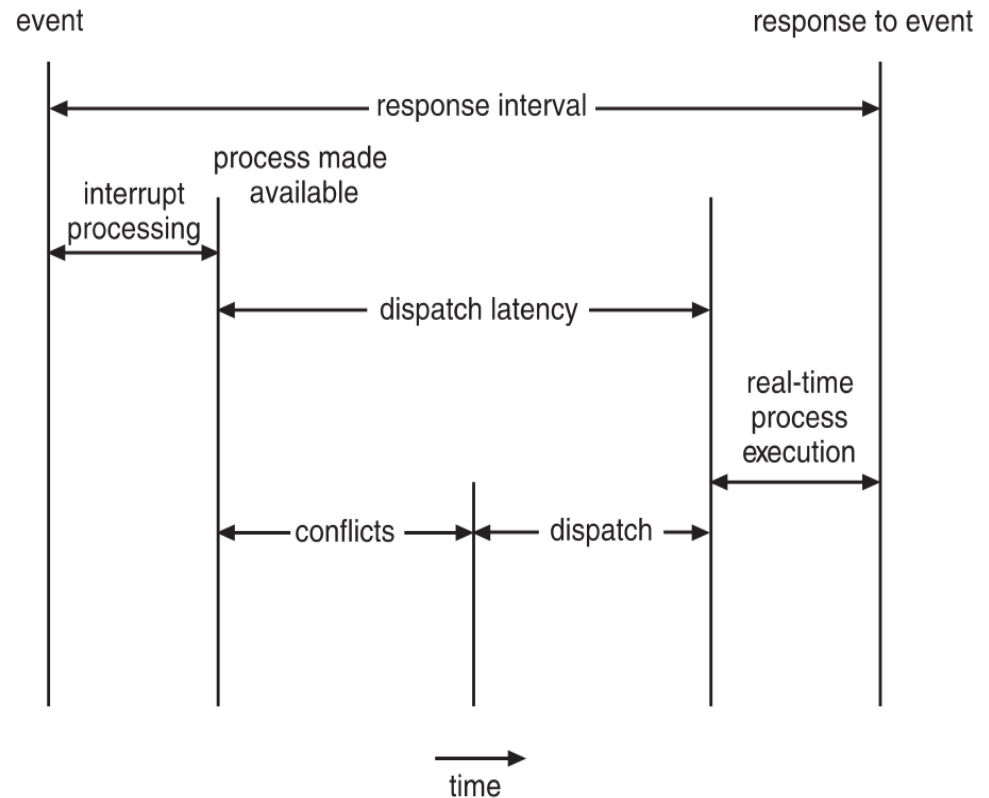 event
response to event
response interval
process made
available
interrupt
processing
dispatch latency
real-time
process
execution
conflicts
dispatch
time